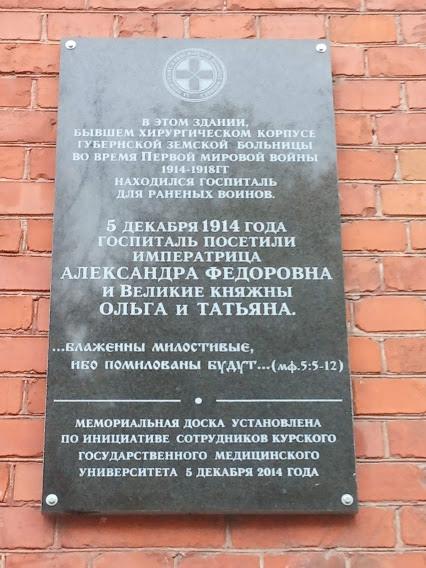 В ЭТОМ ЗДАНИИ,
БЫВШЕМ ХИРУРГИЧЕСКОМ КОРПУСЕ
ГУБЕРНСКОЙ ЗЕМСКОЙ БОЛЬНИЦЫ
ВО ВРЕМЯ ПЕРВОЙ МИРОВОЙ ВОЙНЫ
1914-1918ГГ
НАХОДИЛСЯ ГОСПИТАЛЬ
ДЛЯ РАНЕНЫХ ВОИНОВ.
5 ДЕКАБРЯ 1914 ГОДА
ГОСПИТАЛЬ ПОСЕТИЛИ
ИМПЕРАТРИЦА
АЛЕКСАНДРА ФЕДОРОВНА
И ВЕЛИКИЕ КНЯЖНЫ
ОЛЬГА И ТАТЬЯНА.
...БЛАЖЕННЫ МИЛОСТИВЫЕ,
ИБО ПОМИЛОВАНЫ БУДУТ...(МФ.5:5-12)
МЕМОРИАЛЬНАЯ ДОСКА УСТАНОВЛЕНА
ПО ИНИЦИАТИВЕ СОТРУДНИКОВ КУРСКОГО
ГОСУДАРСТВЕННОГО МЕДИЦИНСКОГО
УНИВЕРСИТЕТА 5 ДЕКАБРЯ 2014 ГОДА